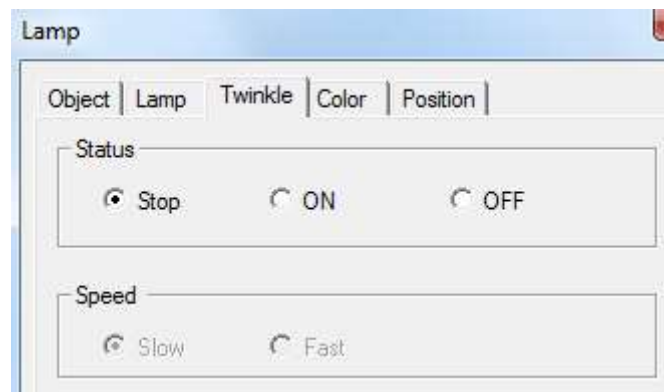 Lamp
Object Lamp Twinkle Color Position
Status
Stop ON OFF
Speed
Slow Fast